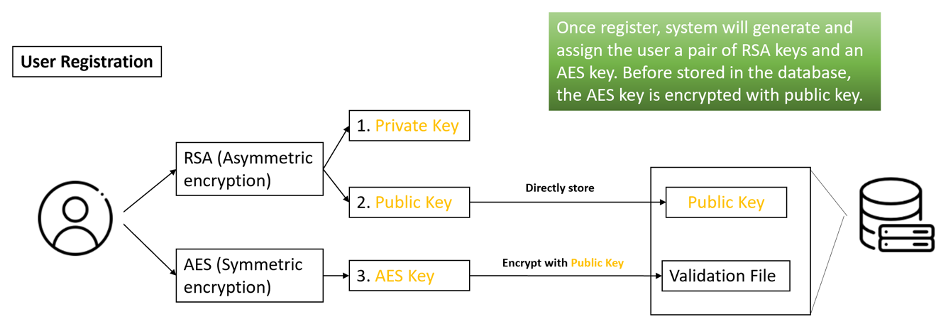 Once register, system will generate and
assign the user a pair of RSA keys and an
AES key. Before stored in the database,
the AES key is encrypted with public key.
User Registration
1. Private Key
RSA (Asymmetric
encryption)
2. Public Key
Directly store
Public Key
AES (Symmetric
encryption)
3. AES Key
Encrypt with Public Key
Validation File